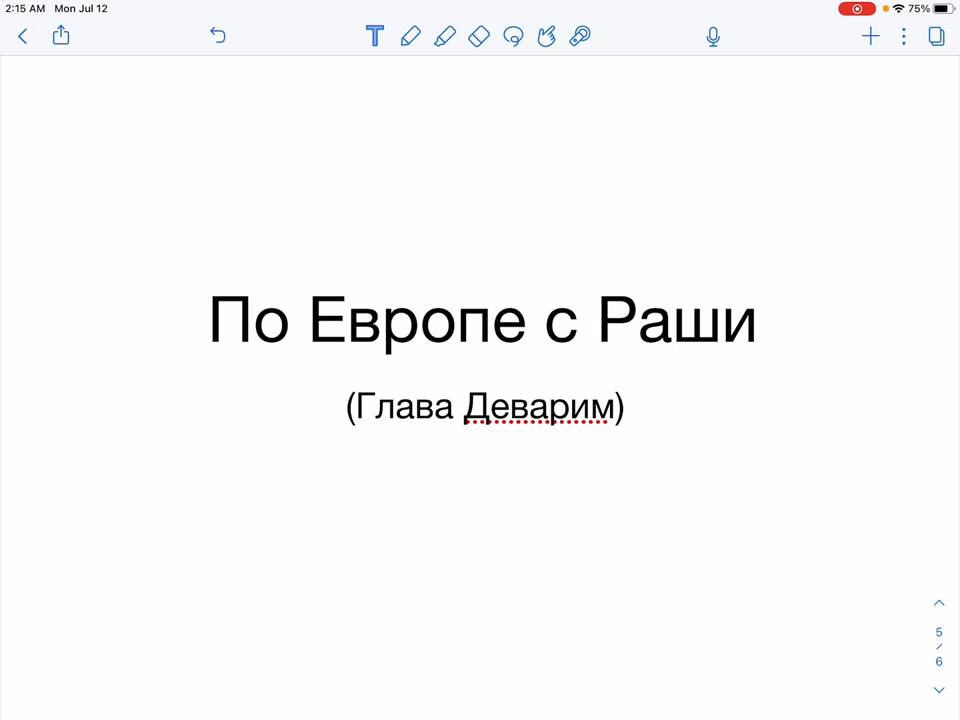 2:15 AM Mon Jul 12
75%
По Европе с Раши
(Глава Деварим)
5
/
6